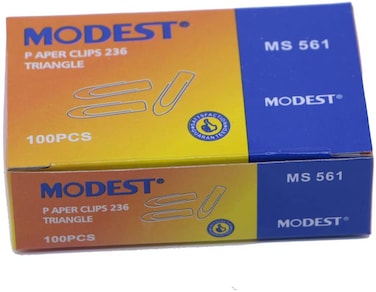 MODEST®
P APER CLIPS 236
TRIANGLE
100PCS
MS 561
MODEST®
MODEST®
P APER CLIPS 236
TRIANGLE
100PCS
MS 561
MODEST®